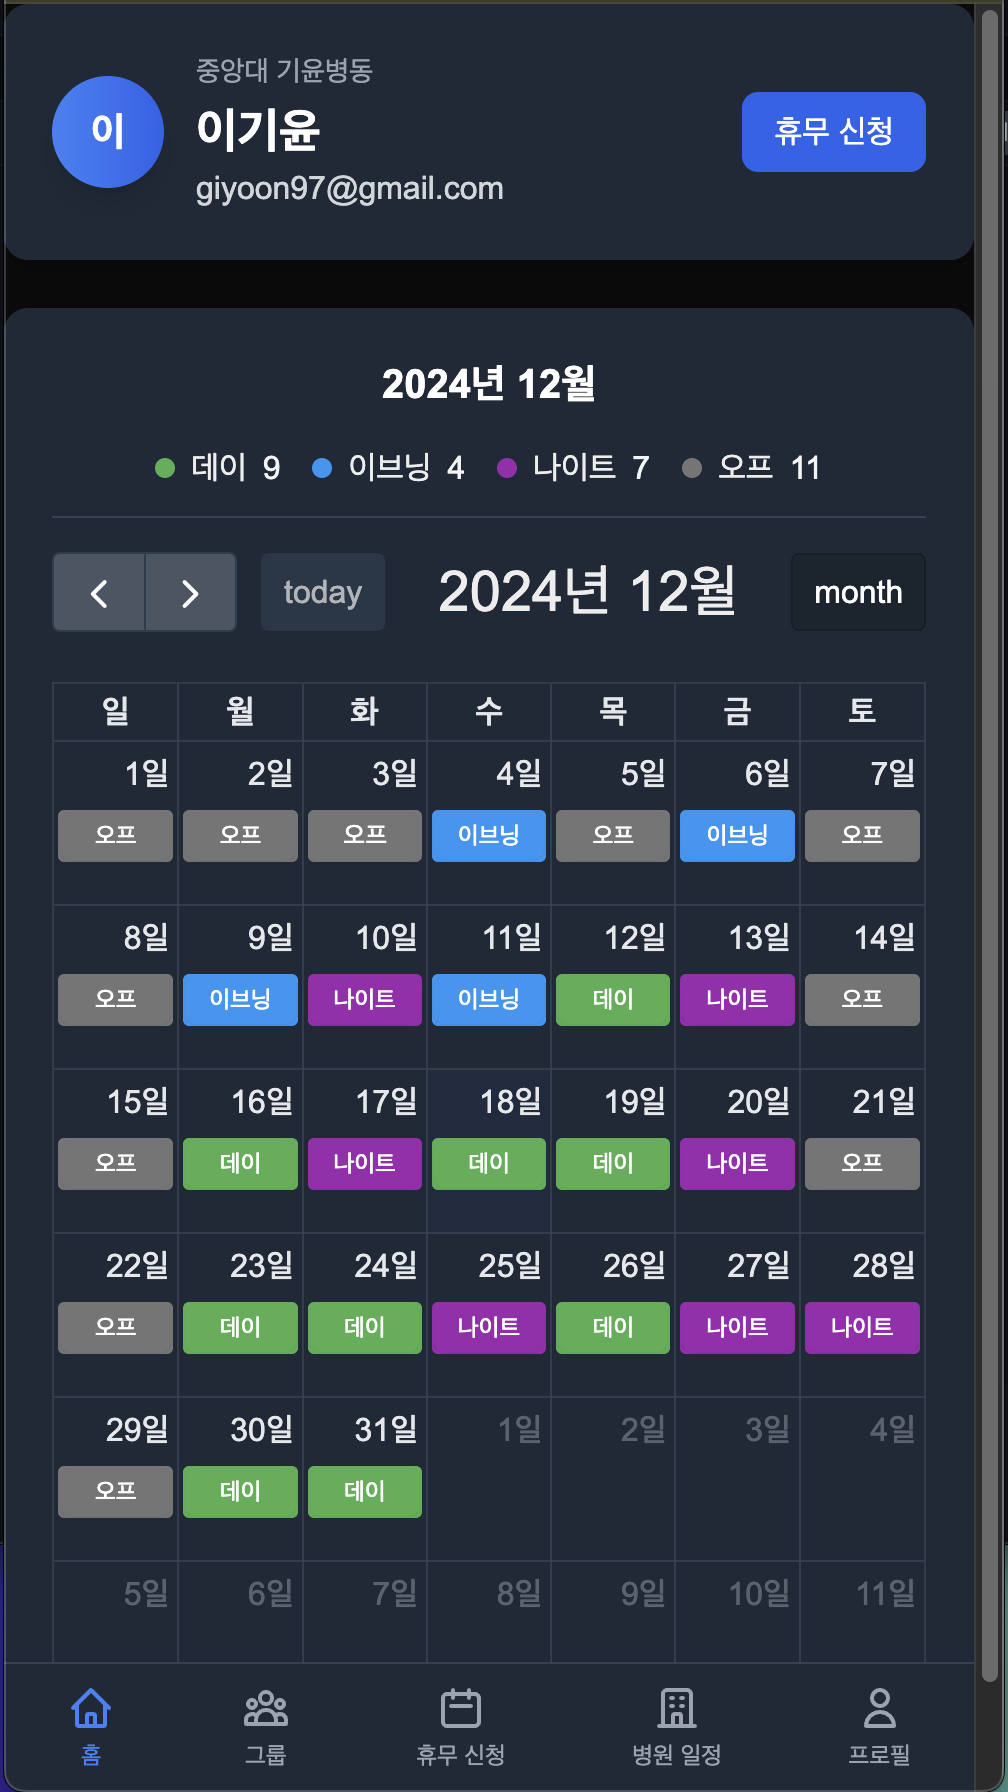 중앙대 기윤병동
이
이기윤
giyoon97@gmail.com
휴무 신청
2024년 12월
데이 9 이브닝 4 나이트 7 오프 11
today 2024년 12월 month
일 월 화 수 목 금 토
1일 2일 3일 4일 5일 6일 7일
오프 오프 오프 이브닝 오프 이브닝 오프
8일 9일 10일 11일 12일 13일 14일
오프 이브닝 나이트 이브닝 데이 나이트 오프
15일 16일 17일 18일 19일 20일 21일
오프 데이 나이트 데이 데이 나이트 오프
22일 23일 24일 25일 26일 27일 28일
오프 데이 데이 나이트 데이 나이트 나이트
29일 30일 31일 1일 2일 3일 4일
오프 데이 데이
5일 6일 7일 8일 9일 10일 11일
홈 그룹 휴무 신청 병원 일정 프로필